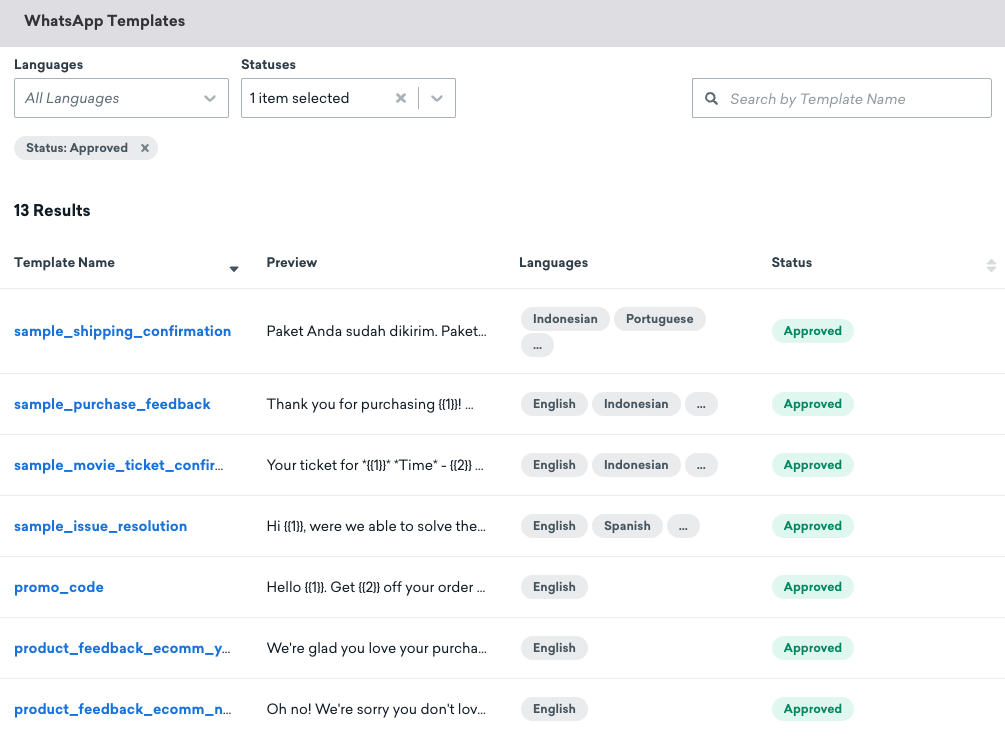 WhatsApp Templates
Languages Statuses
All Languages 1 item selected Search by Template Name
Status: Approved
13 Results
Template Name Preview Languages Status
Indonesian Portuguese
sample_shipping_confirmation Paket Anda sudah dikirim. Paket... Approved
...
sample_purchase_feedback Thank you for purchasing {{1}}! ... English Indonesian ... Approved
sample_movie_ticket_confir... Your ticket for *{{1}}* *Time* - {{2}} ... English Indonesian ... Approved
sample_issue_resolution Hi {{1}}, were we able to solve the... English Spanish ... Approved
promo_code Hello {{1}}. Get {{2}} off your order ... English Approved
product_feedback_ecomm_y... We're glad you love your purcha... English Approved
product_feedback_ecomm_n... Oh no! We're sorry you don't lov... English Approved